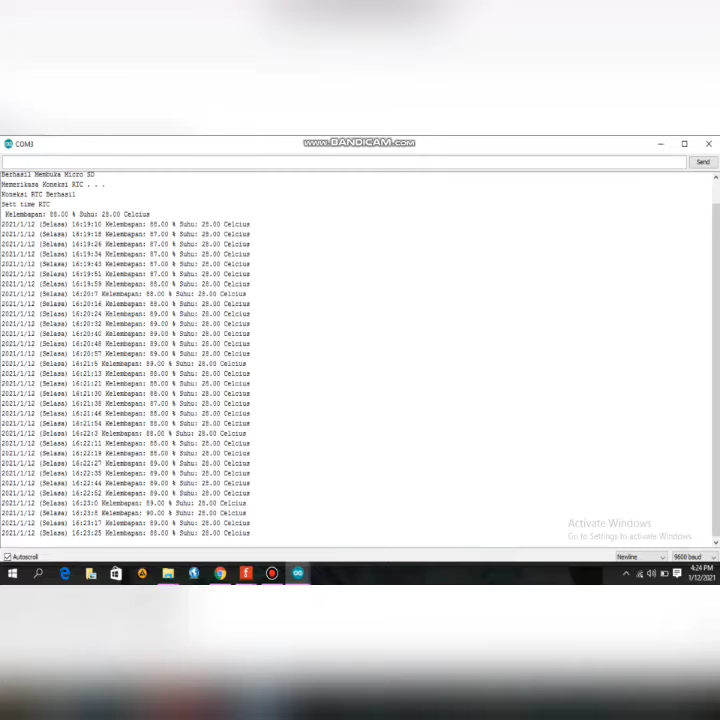 www.BANDICAM.com
COM3
Send
Berhasil Membuka Micro SD
Memerikasa Koneksi RTC . . .
Koneksi RTC Berhasil
Sett time RTC
Kelembapan: 88.00 % Suhu: 28.00 Celcius
2021/1/12 (Selasa) 16:19:10 Kelembapan: 88.00 % Suhu: 28.00 Celcius
2021/1/12 (Selasa) 16:19:18 Kelembapan: 87.00 % Suhu: 28.00 Celcius
2021/1/12 (Selasa) 16:19:26 Kelembapan: 87.00 % Suhu: 28.00 Celcius
2021/1/12 (Selasa) 16:19:34 Kelembapan: 87.00 % Suhu: 28.00 Celcius
2021/1/12 (Selasa) 16:19:43 Kelembapan: 87.00 % Suhu: 28.00 Celcius
2021/1/12 (Selasa) 16:19:51 Kelembapan: 87.00 % Suhu: 28.00 Celcius
2021/1/12 (Selasa) 16:19:59 Kelembapan: 88.00 % Suhu: 28.00 Celcius
2021/1/12 (Selasa) 16:20:7 Kelembapan: 88.00 % Suhu: 28.00 Celcius
2021/1/12 (Selasa) 16:20:16 Kelembapan: 88.00 % Suhu: 28.00 Celcius
2021/1/12 (Selasa) 16:20:24 Kelembapan: 89.00 % Suhu: 28.00 Celcius
2021/1/12 (Selasa) 16:20:32 Kelembapan: 89.00 % Suhu: 28.00 Celcius
2021/1/12 (Selasa) 16:20:40 Kelembapan: 89.00 % Suhu: 28.00 Celcius
2021/1/12 (Selasa) 16:20:48 Kelembapan: 89.00 % Suhu: 28.00 Celcius
2021/1/12 (Selasa) 16:20:57 Kelembapan: 89.00 % Suhu: 28.00 Celcius
2021/1/12 (Selasa) 16:21:5 Kelembapan: 89.00 % Suhu: 28.00 Celcius
2021/1/12 (Selasa) 16:21:13 Kelembapan: 88.00 % Suhu: 28.00 Celcius
2021/1/12 (Selasa) 16:21:21 Kelembapan: 88.00 % Suhu: 28.00 Celcius
2021/1/12 (Selasa) 16:21:30 Kelembapan: 88.00 % Suhu: 28.00 Celcius
2021/1/12 (Selasa) 16:21:38 Kelembapan: 87.00 % Suhu: 28.00 Celcius
2021/1/12 (Selasa) 16:21:46 Kelembapan: 88.00 % Suhu: 28.00 Celcius
2021/1/12 (Selasa) 16:21:54 Kelembapan: 88.00 % Suhu: 28.00 Celcius
2021/1/12 (Selasa) 16:22:3 Kelembapan: 88.00 % Suhu: 28.00 Celcius
2021/1/12 (Selasa) 16:22:11 Kelembapan: 88.00 % Suhu: 28.00 Celcius
2021/1/12 (Selasa) 16:22:19 Kelembapan: 88.00 % Suhu: 28.00 Celcius
2021/1/12 (Selasa) 16:22:27 Kelembapan: 89.00 % Suhu: 28.00 Celcius
2021/1/12 (Selasa) 16:22:35 Kelembapan: 89.00 % Suhu: 28.00 Celcius
2021/1/12 (Selasa) 16:22:44 Kelembapan: 89.00 % Suhu: 28.00 Celcius
2021/1/12 (Selasa) 16:22:52 Kelembapan: 89.00 % Suhu: 28.00 Celcius
2021/1/12 (Selasa) 16:23:0 Kelembapan: 89.00 % Suhu: 28.00 Celcius
2021/1/12 (Selasa) 16:23:8 Kelembapan: 90.00 % Suhu: 28.00 Celcius
2021/1/12 (Selasa) 16:23:17 Kelembapan: 89.00 % Suhu: 28.00 Celcius
2021/1/12 (Selasa) 16:23:25 Kelembapan: 88.00 % Suhu: 28.00 Celcius
Activate Windows
Go to Settings to activate Windows.
Autoscroll
Newline
9600 baud
4:24 PM
1/12/2021